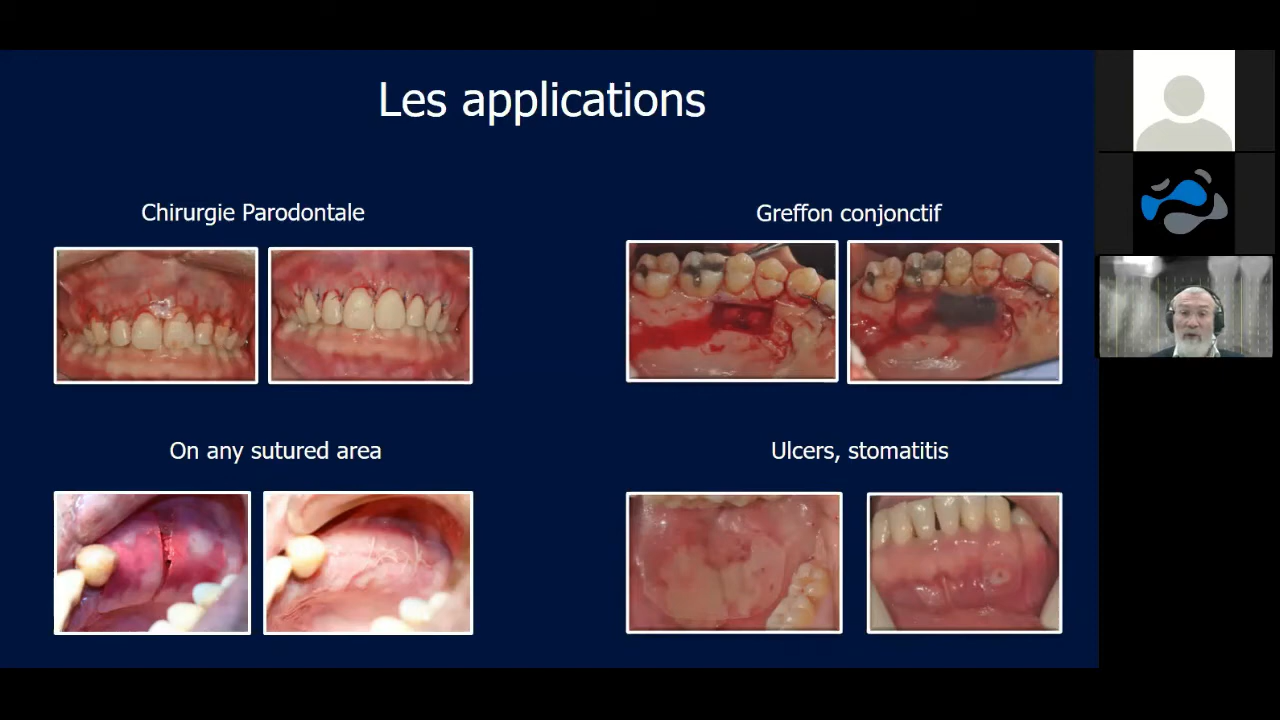 Les applications
Chirurgie Parodontale
Greffon conjonctif
On any sutured area
Ulcers, stomatitis